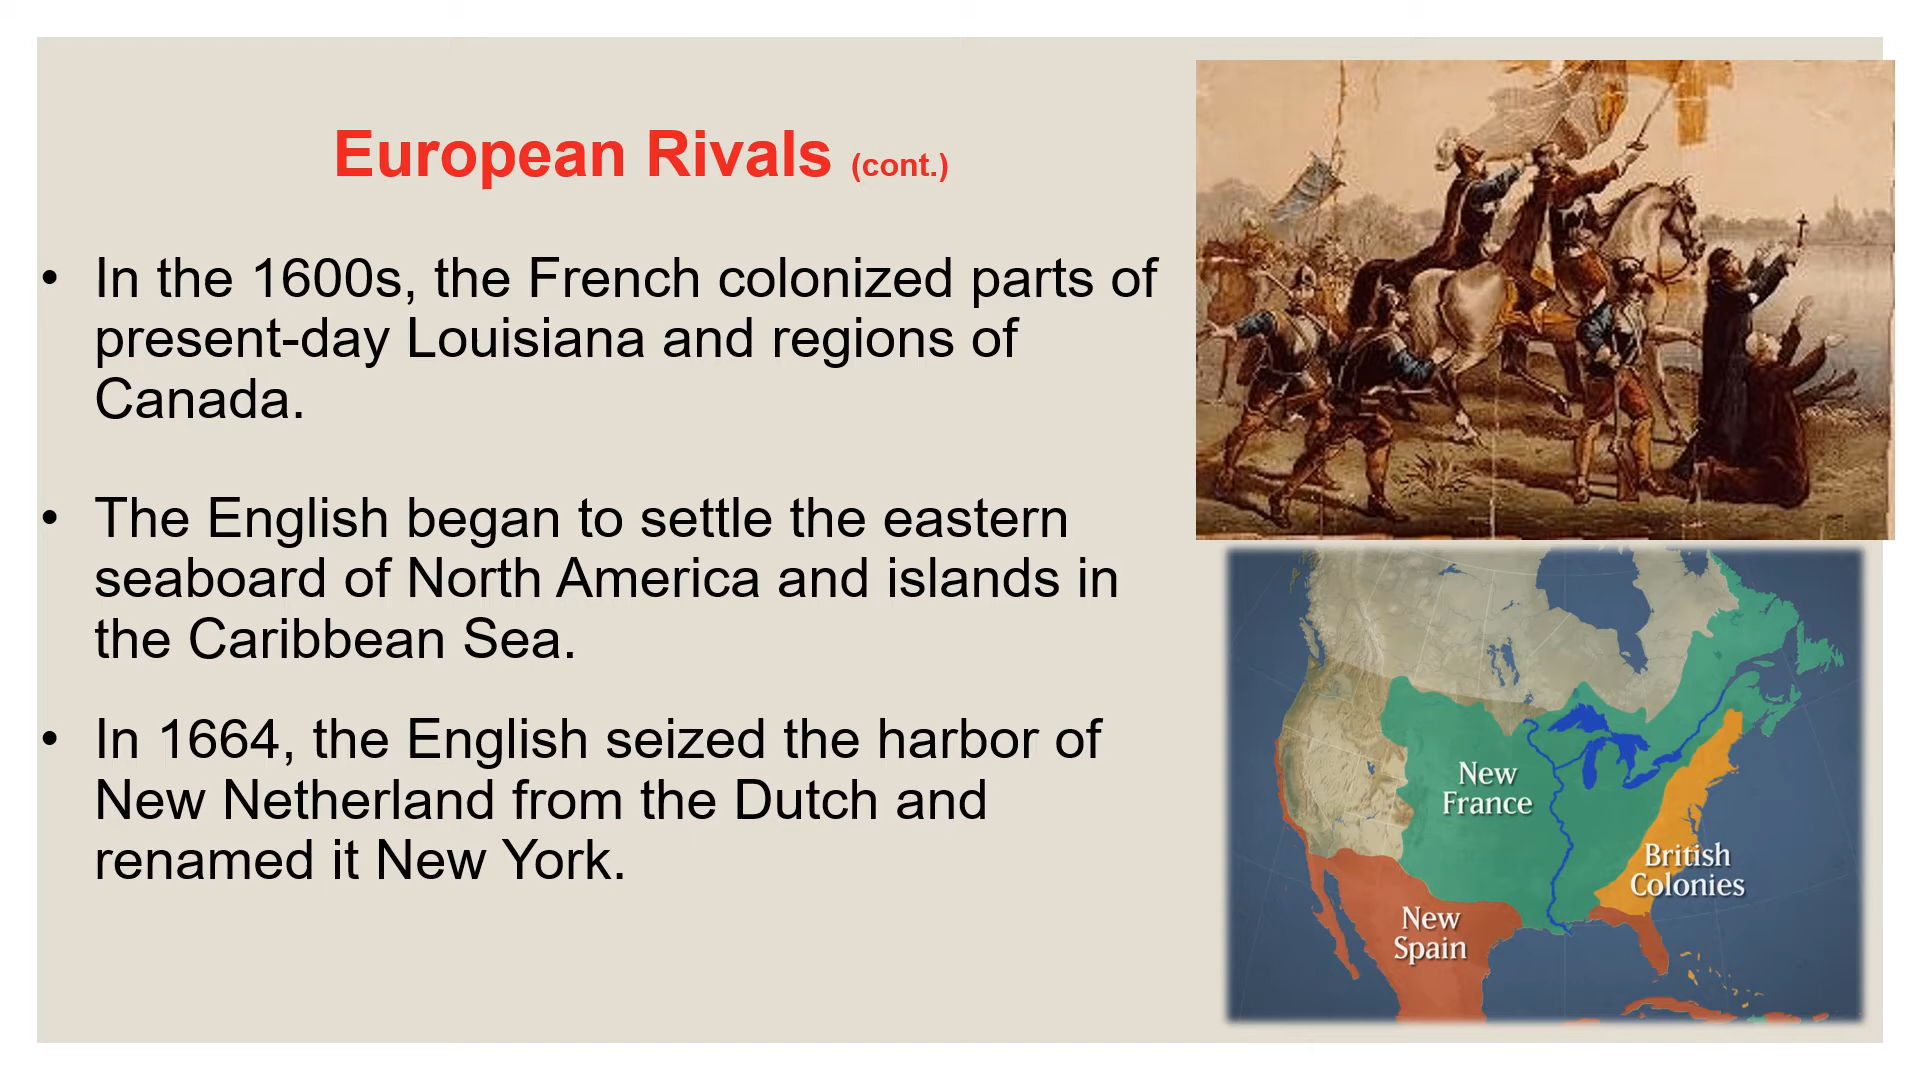 European Rivals (cont.)
• In the 1600s, the French colonized parts of
present-day Louisiana and regions of
Canada.
• The English began to settle the eastern
seaboard of North America and islands in
the Caribbean Sea.
• In 1664, the English seized the harbor of
New Netherland from the Dutch and
renamed it New York.
New
France
British
Colonies
New
Spain